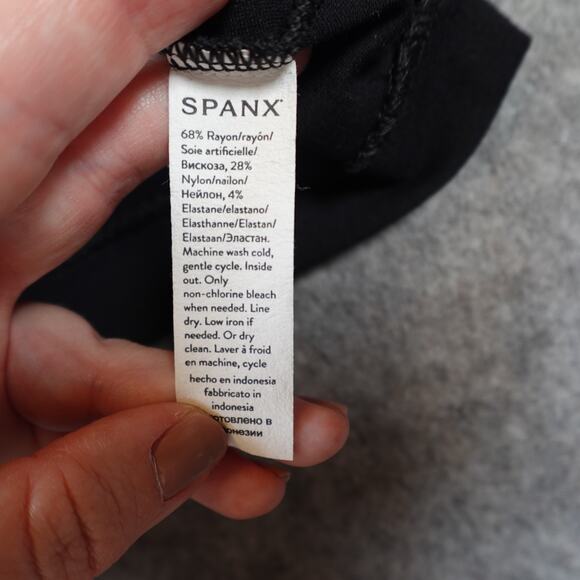 SPANX®
68% Rayon/rayón/
Soie artificielle/
Вискоза, 28%
Nylon/nailon/
Нейлон, 4%
Elastane/elastano/
Elasthanne/Elastan/
Elastaan/Эластан.
Machine wash cold,
gentle cycle. Inside
out. Only
non-chlorine bleach
when needed. Line
dry. Low iron if
needed. Or dry
clean. Laver à froid
en machine, cycle
hecho en indonesia
fabbricato in
indonesia
в